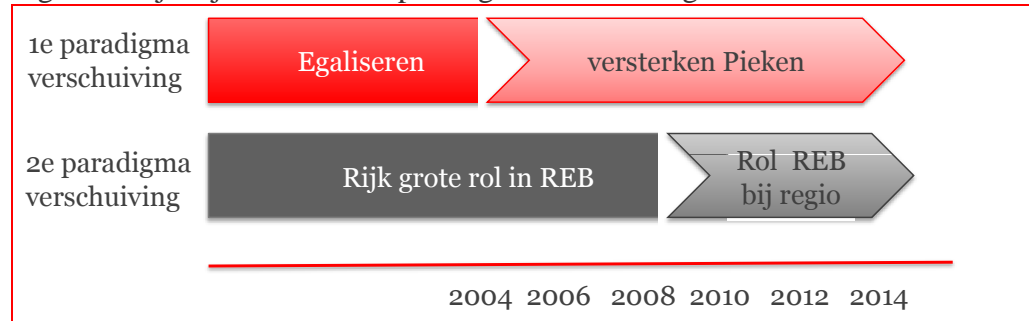 1e paradigma
verschuiving
Egaliseren
versterken Pieken
2e paradigma
verschuiving
Rijk grote rol in REB
Rol REB
bij regio
2004 2006 2008 2010 2012 2014